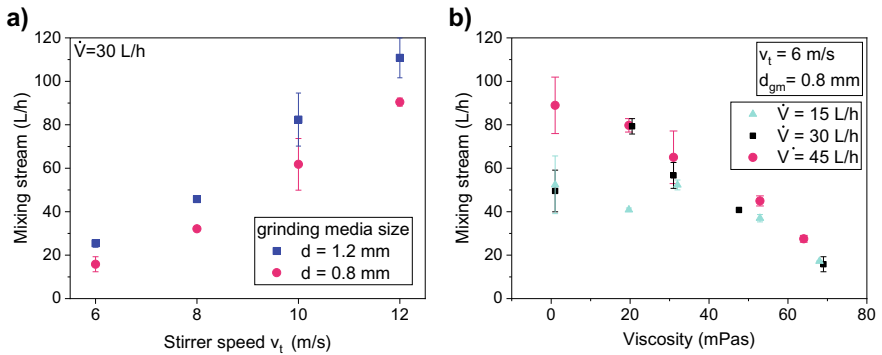 a)
V̇=30 L/h
120
100
80
60
40
20
0
Mixing stream (L/h)
grinding media size
d = 1.2 mm
d = 0.8 mm
6
8
10
12
Stirrer speed vₜ (m/s)
b)
vₜ = 6 m/s
d_gm= 0.8 mm
V̇ = 15 L/h
V̇ = 30 L/h
V˙= 45 L/h
120
100
80
60
40
20
0
Mixing stream (L/h)
0
20
40
60
80
Viscosity (mPas)